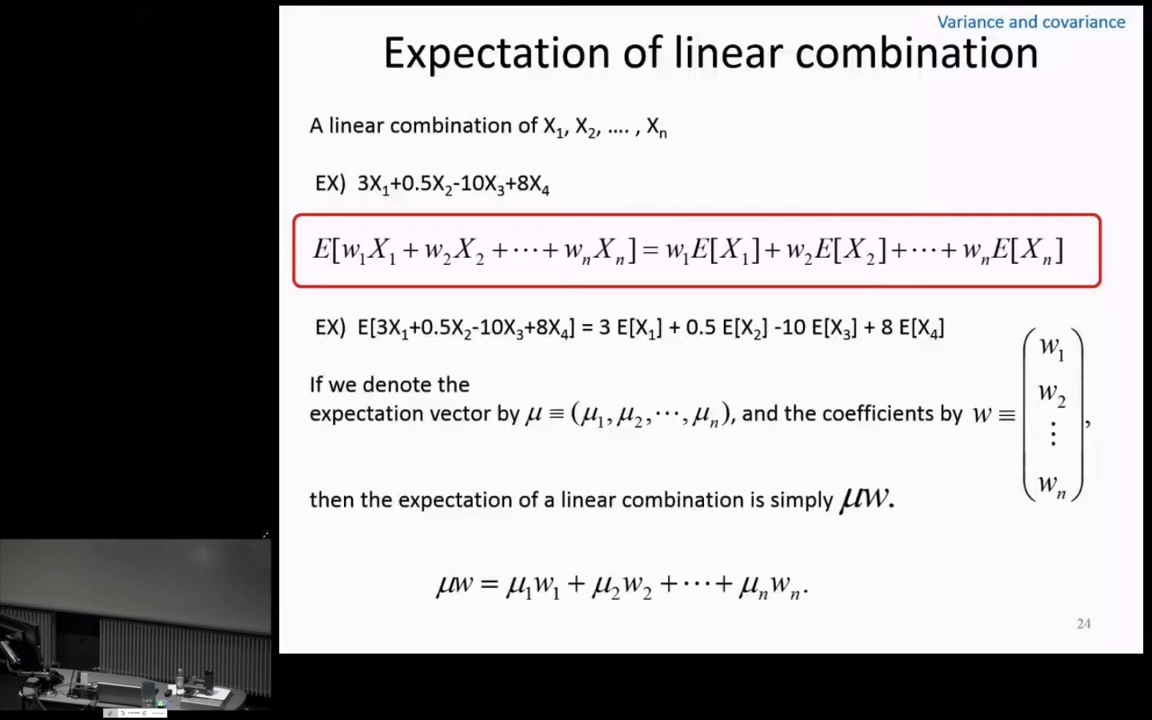 Variance and covariance
Expectation of linear combination
A linear combination of X₁, X₂, .... , Xₙ
EX) 3X₁+0.5X₂-10X₃+8X₄
E[w₁X₁ + w₂X₂ + ⋯ + wₙXₙ] = w₁E[X₁] + w₂E[X₂] + ⋯ + wₙE[Xₙ]
EX) E[3X₁+0.5X₂-10X₃+8X₄] = 3 E[X₁] + 0.5 E[X₂] -10 E[X₃] + 8 E[X₄]
If we denote the
expectation vector by μ ≡ (μ₁, μ₂, ⋯, μₙ), and the coefficients by w ≡
w₁
w₂
⋮
wₙ
,
then the expectation of a linear combination is simply μw.
μw = μ₁w₁ + μ₂w₂ + ⋯ + μₙwₙ.
24